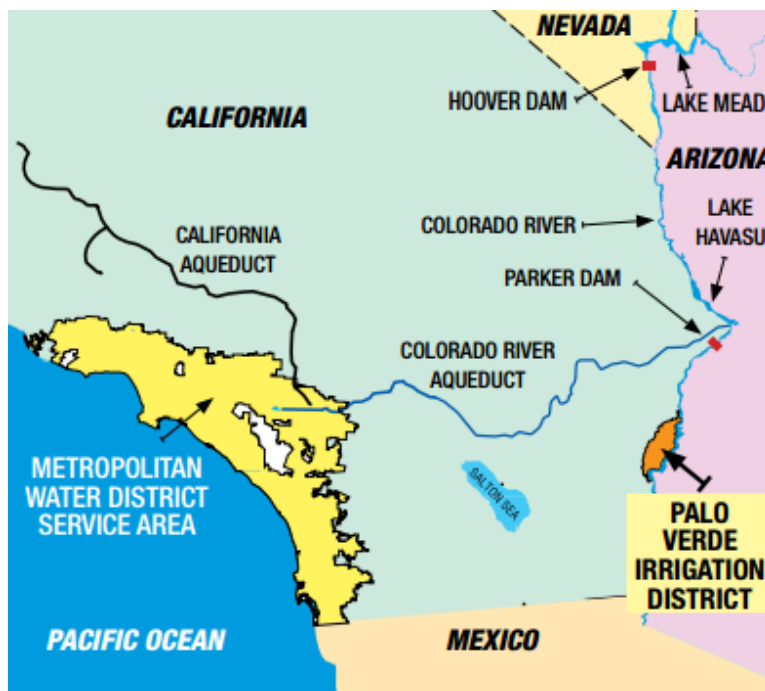 NEVADA
HOOVER DAM
LAKE MEAD
CALIFORNIA
ARIZONA
LAKE
HAVASU
COLORADO RIVER
CALIFORNIA
AQUEDUCT
PARKER DAM
COLORADO RIVER
AQUEDUCT
METROPOLITAN
WATER DISTRICT
SERVICE AREA
SALTON SEA
PALO
VERDE
IRRIGATION
DISTRICT
PACIFIC OCEAN
MEXICO